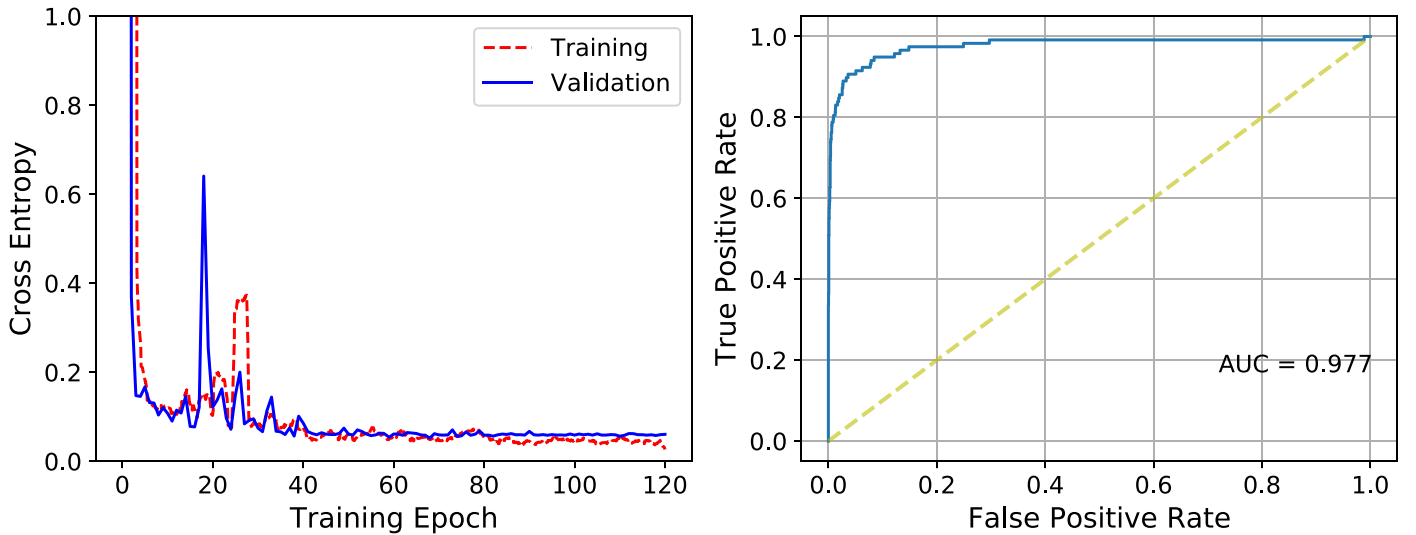 1.0
0.8
0.6
0.4
0.2
0.0
Cross Entropy
0 20 40 60 80 100 120
Training Epoch
Training
Validation
1.0
0.8
0.6
0.4
0.2
0.0
True Positive Rate
AUC = 0.977
0.0 0.2 0.4 0.6 0.8 1.0
False Positive Rate